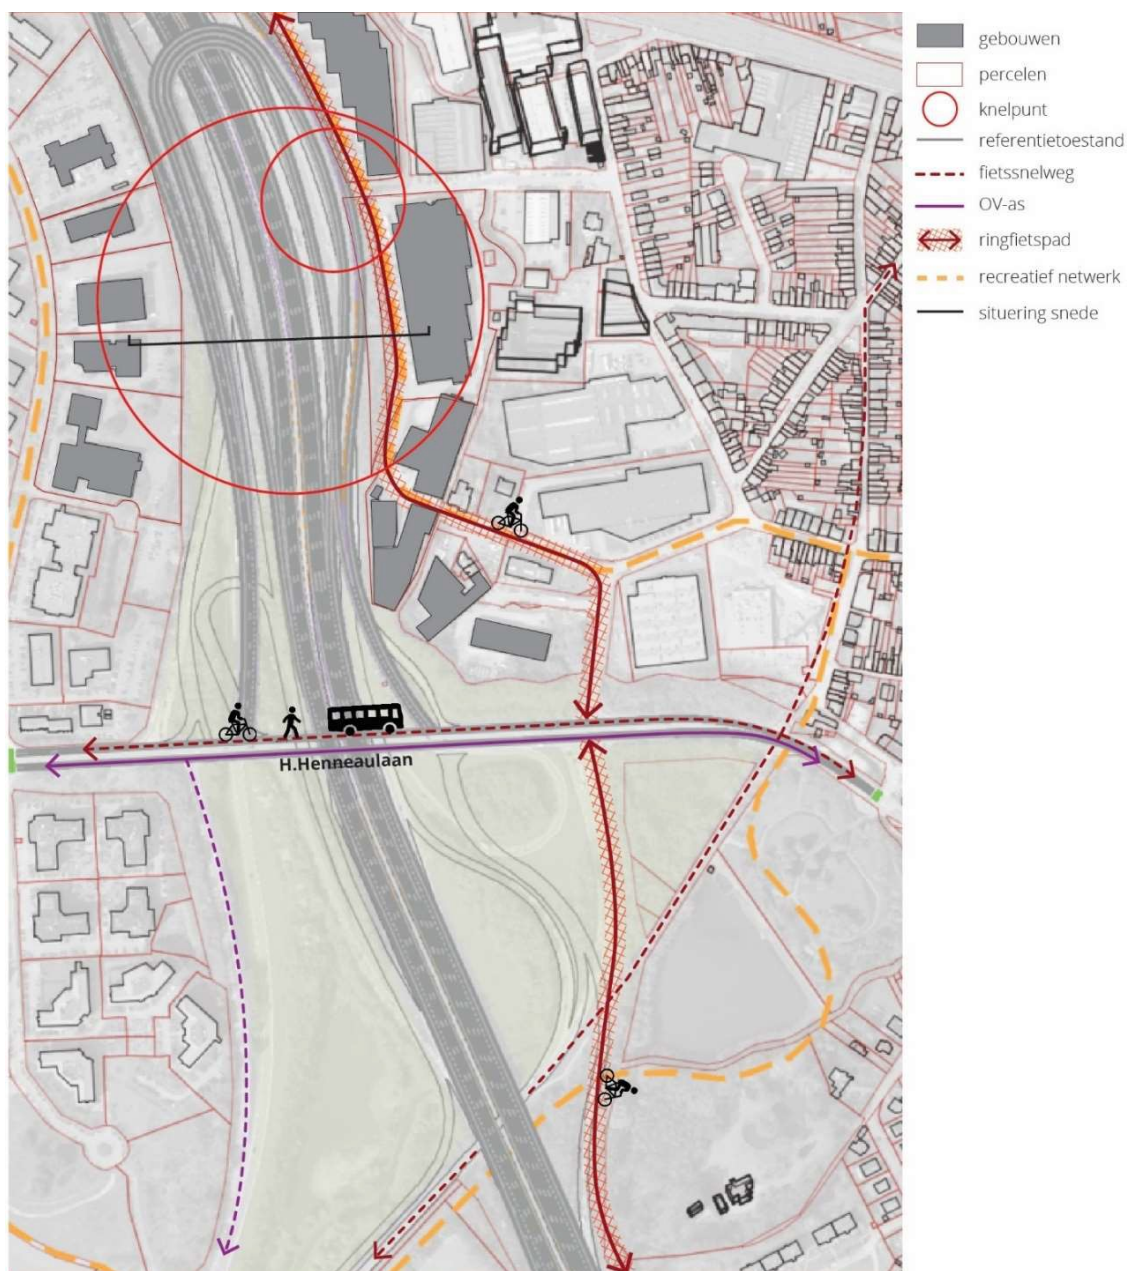 gebouwen
percelen
knelpunt
referentietoestand
fietssnelweg
OV-as
ringfietspad
recreatief netwerk
situering snede
H.Henneaulaan